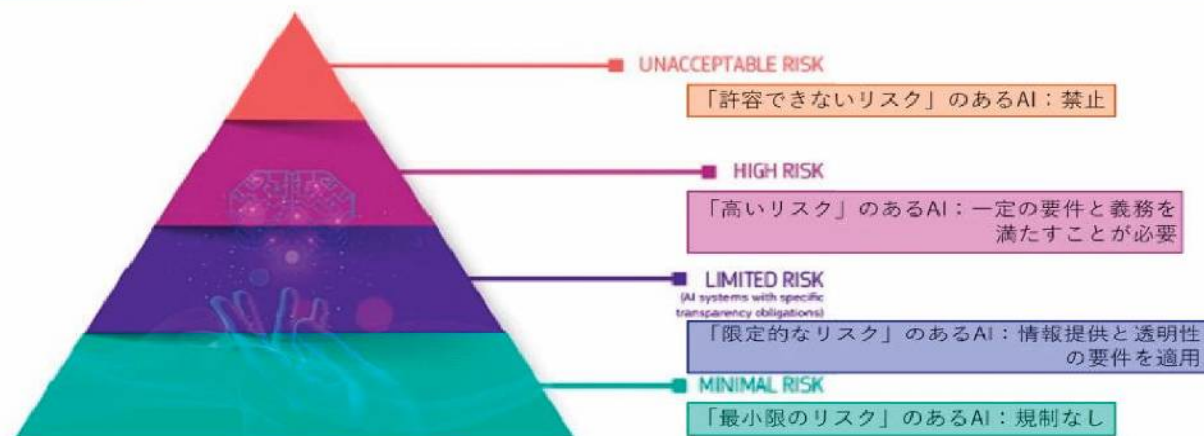 UNACCEPTABLE RISK
「許容できないリスク」のあるAI：禁止
HIGH RISK
「高いリスク」のあるAI：一定の要件と義務を
満たすことが必要
LIMITED RISK
(AI systems with specific
transparency obligations)
「限定的なリスク」のあるAI：情報提供と透明性
の要件を適用
MINIMAL RISK
「最小限のリスク」のあるAI：規制なし